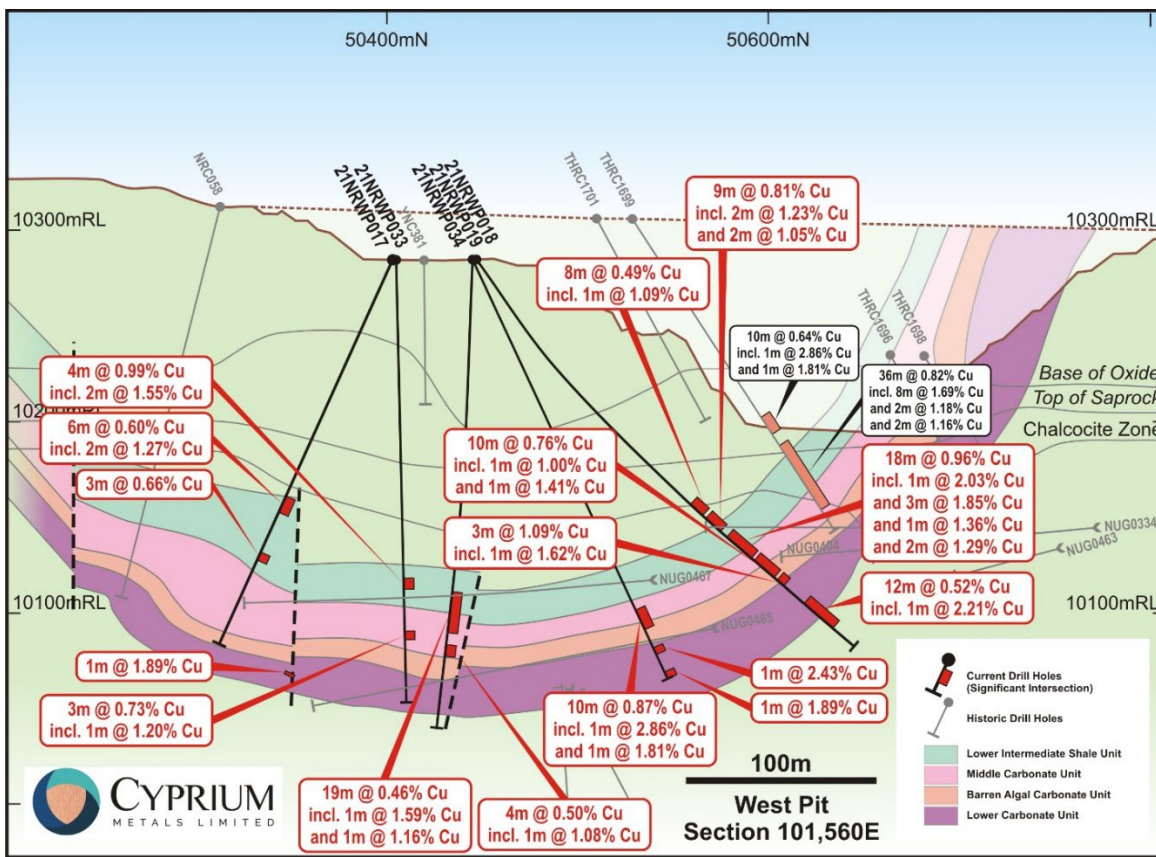 50400mN
50600mN
NRC058
21NRWP017
21NRWP033
YNC381
21NRWP034
21NRWP019
21NRWP018
THRC1701
THRC1699
10300mRL
10300mRL
9m @ 0.81% Cu
incl. 2m @ 1.23% Cu
and 2m @ 1.05% Cu
8m @ 0.49% Cu
incl. 1m @ 1.09% Cu
THRC1696
THRC1698
10m @ 0.64% Cu
incl. 1m @ 2.86% Cu
and 1m @ 1.81% Cu
4m @ 0.99% Cu
incl. 2m @ 1.55% Cu
36m @ 0.82% Cu
incl. 8m @ 1.69% Cu
and 2m @ 1.18% Cu
and 2m @ 1.16% Cu
Base of Oxide
Top of Saprock
Chalcocite Zone
10200mRL
6m @ 0.60% Cu
incl. 2m @ 1.27% Cu
10m @ 0.76% Cu
incl. 1m @ 1.00% Cu
and 1m @ 1.41% Cu
18m @ 0.96% Cu
incl. 1m @ 2.03% Cu
and 3m @ 1.85% Cu
and 1m @ 1.36% Cu
and 2m @ 1.29% Cu
3m @ 0.66% Cu
3m @ 1.09% Cu
incl. 1m @ 1.62% Cu
NUG0334
NUG0404
NUG0463
NUG0467
12m @ 0.52% Cu
incl. 1m @ 2.21% Cu
10100mRL
10100mRL
NUG0465
1m @ 1.89% Cu
1m @ 2.43% Cu
1m @ 1.89% Cu
3m @ 0.73% Cu
incl. 1m @ 1.20% Cu
10m @ 0.87% Cu
incl. 1m @ 2.86% Cu
and 1m @ 1.81% Cu
19m @ 0.46% Cu
incl. 1m @ 1.59% Cu
and 1m @ 1.16% Cu
4m @ 0.50% Cu
incl. 1m @ 1.08% Cu
100m
West Pit
Section 101,560E
Current Drill Holes
(Significant Intersection)
Historic Drill Holes
Lower Intermediate Shale Unit
Middle Carbonate Unit
Barren Algal Carbonate Unit
Lower Carbonate Unit
CYPRIUM
METALS LIMITED